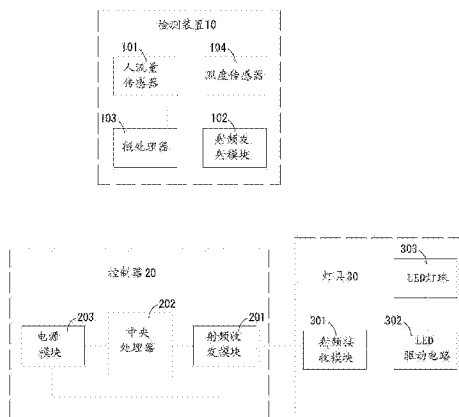 检测装置10
101
104
人流量
传感器
温度传感器
103
102
微处理器
射频发
射模块
控制器20
灯具30
303
LED灯珠
203
202
201
电源
模块
中央
处理器
射频收
发模块
301
302
射频接
收模块
LED
驱动电路